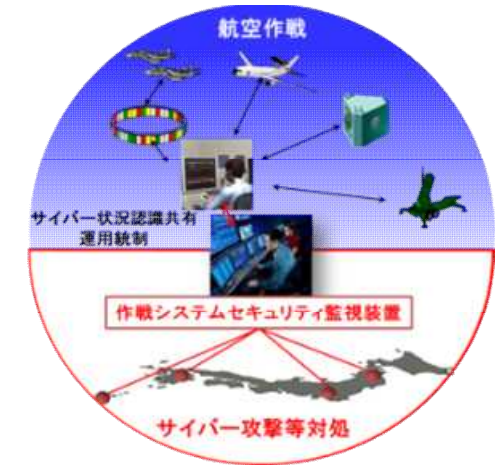 航空作戦
サイバー状況認識共有
運用統制
作戦システムセキュリティ監視装置
サイバー攻撃等対処